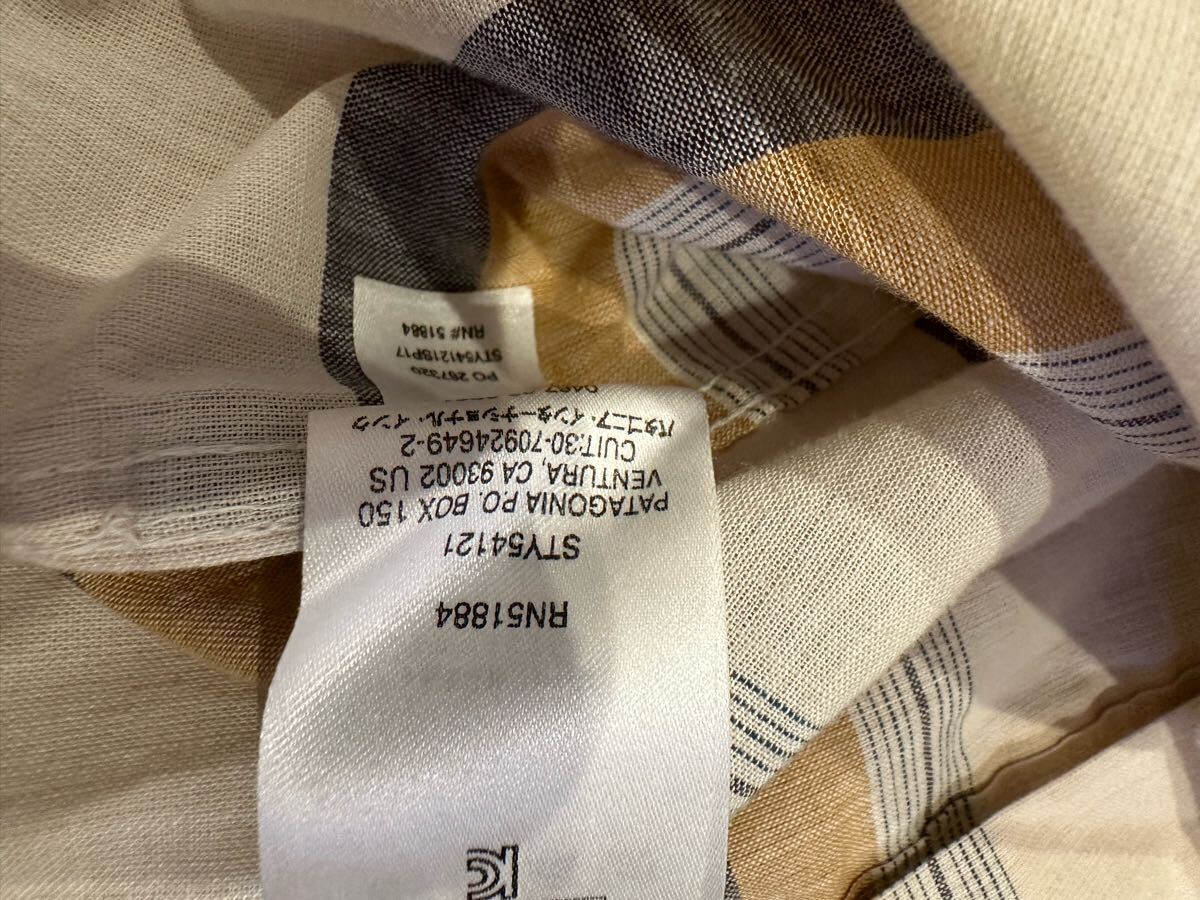 RN51884
STY54121
PATAGONIA PO. BOX 150
VENTURA, CA 93002 US
CUIT:30-70924649-2
パタゴニア・インターナショナル・インク
PO 267320
STY54121SP17
RN# 51884